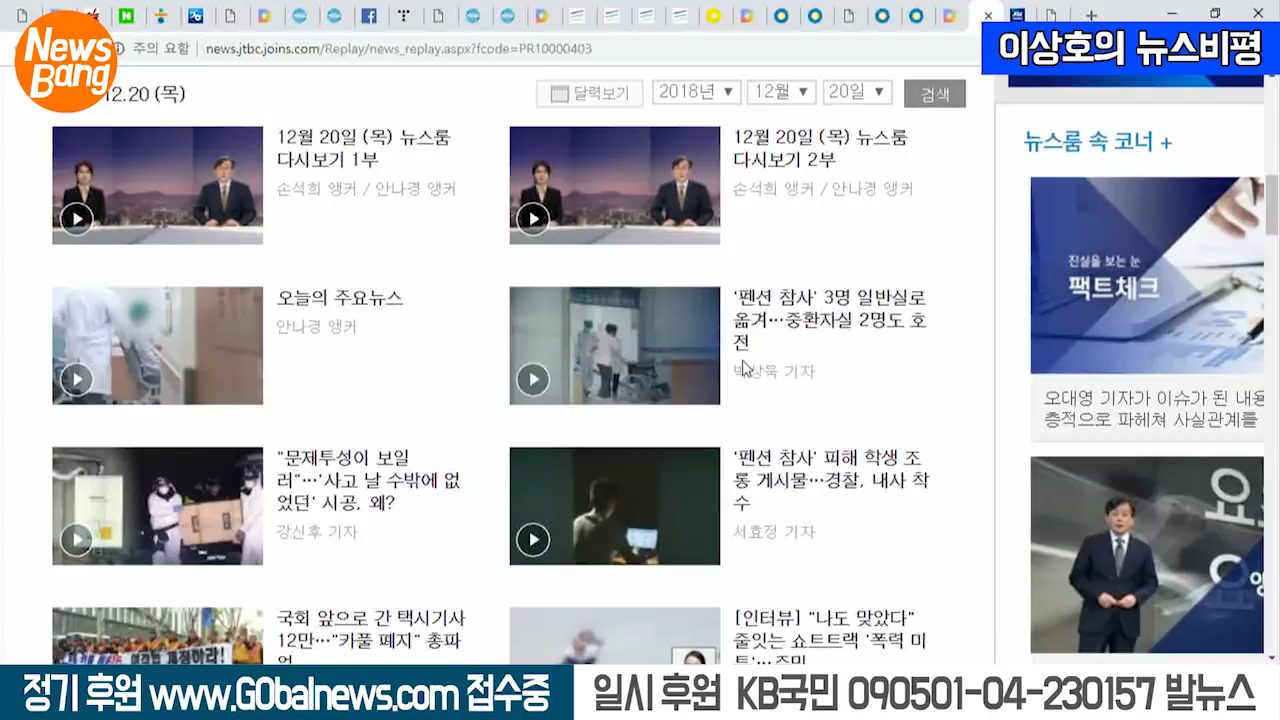 News
Bang
이상호의 뉴스비평
주의 요함
news.jtbc.joins.com/Replay/news_replay.aspx?fcode=PR10000403
12.20 (목)
달력보기
2018년 ▼
12월 ▼
20일 ▼
검색
12월 20일 (목) 뉴스룸
다시보기 1부
손석희 앵커 / 안나경 앵커
12월 20일 (목) 뉴스룸
다시보기 2부
손석희 앵커 / 안나경 앵커
오늘의 주요뉴스
안나경 앵커
'펜션 참사' 3명 일반실로
옮겨…중환자실 2명도 호
전
박상욱 기자
"문제투성이 보일
러"…'사고 날 수밖에 없
었던' 시공, 왜?
강신후 기자
'펜션 참사' 피해 학생 조
롱 게시물…경찰, 내사 착
수
서효정 기자
국회 앞으로 간 택시기사
12만…"카풀 폐지" 총파
[인터뷰] "나도 맞았다"
줄잇는 쇼트트랙 '폭력 미
투'…주민
뉴스룸 속 코너 +
진실을 보는 눈
팩트체크
오대영 기자가 이슈가 된 내용
층적으로 파헤쳐 사실관계를
정기 후원 www.GObalnews.com 접수중
일시 후원 KB국민 090501-04-230157 발뉴스